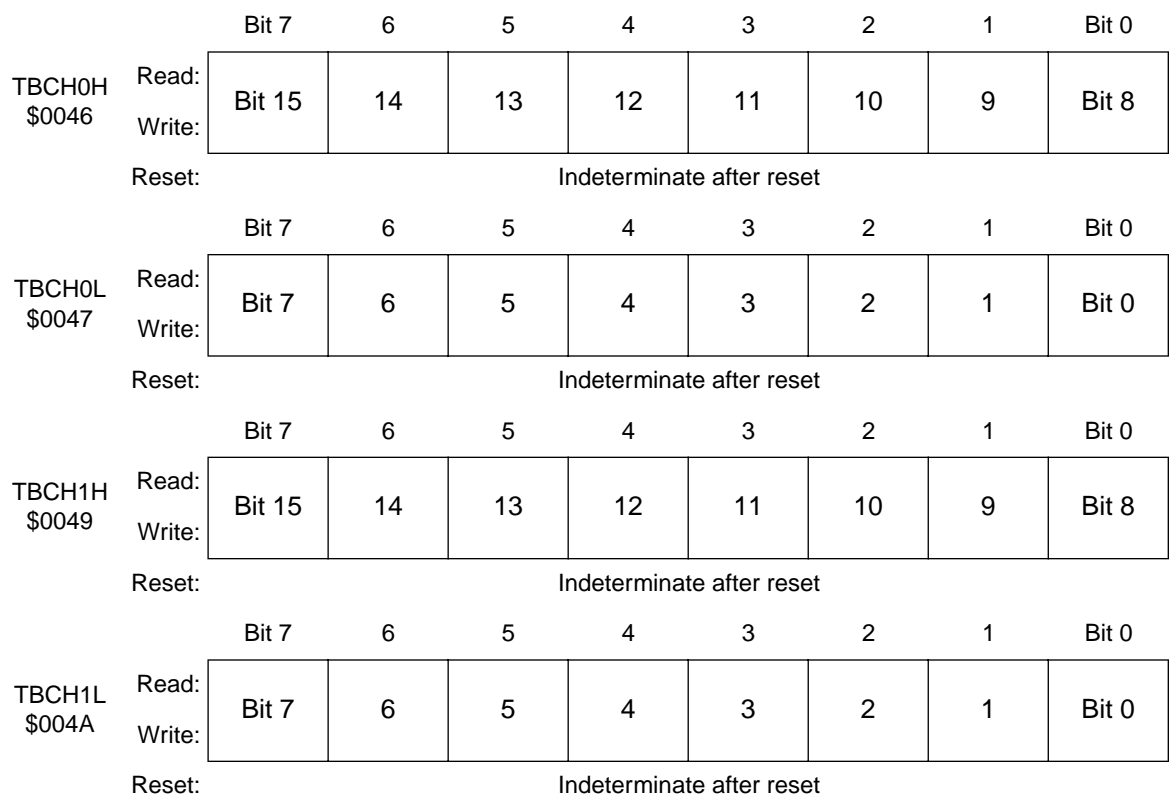 Bit 7 6 5 4 3 2 1 Bit 0
TBCH0H
$0046
Read:
Write:
Bit 15 14 13 12 11 10 9 Bit 8
Reset: Indeterminate after reset
Bit 7 6 5 4 3 2 1 Bit 0
TBCH0L
$0047
Read:
Write:
Bit 7 6 5 4 3 2 1 Bit 0
Reset: Indeterminate after reset
Bit 7 6 5 4 3 2 1 Bit 0
TBCH1H
$0049
Read:
Write:
Bit 15 14 13 12 11 10 9 Bit 8
Reset: Indeterminate after reset
Bit 7 6 5 4 3 2 1 Bit 0
TBCH1L
$004A
Read:
Write:
Bit 7 6 5 4 3 2 1 Bit 0
Reset: Indeterminate after reset